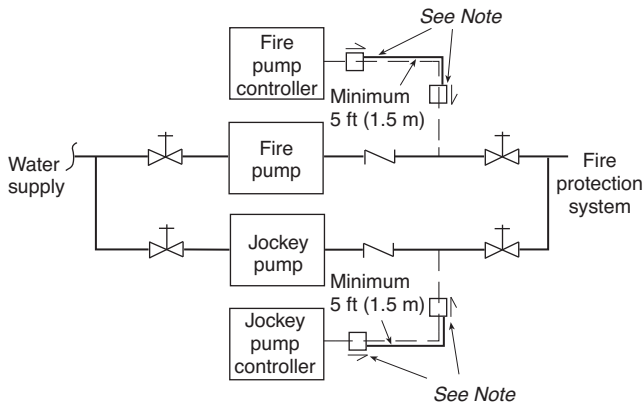 See Note
Fire
pump
controller
Minimum
5 ft (1.5 m)
Water
supply
Fire
pump
Fire
protection
system
Jockey
pump
Minimum
5 ft (1.5 m)
Jockey
pump
controller
See Note